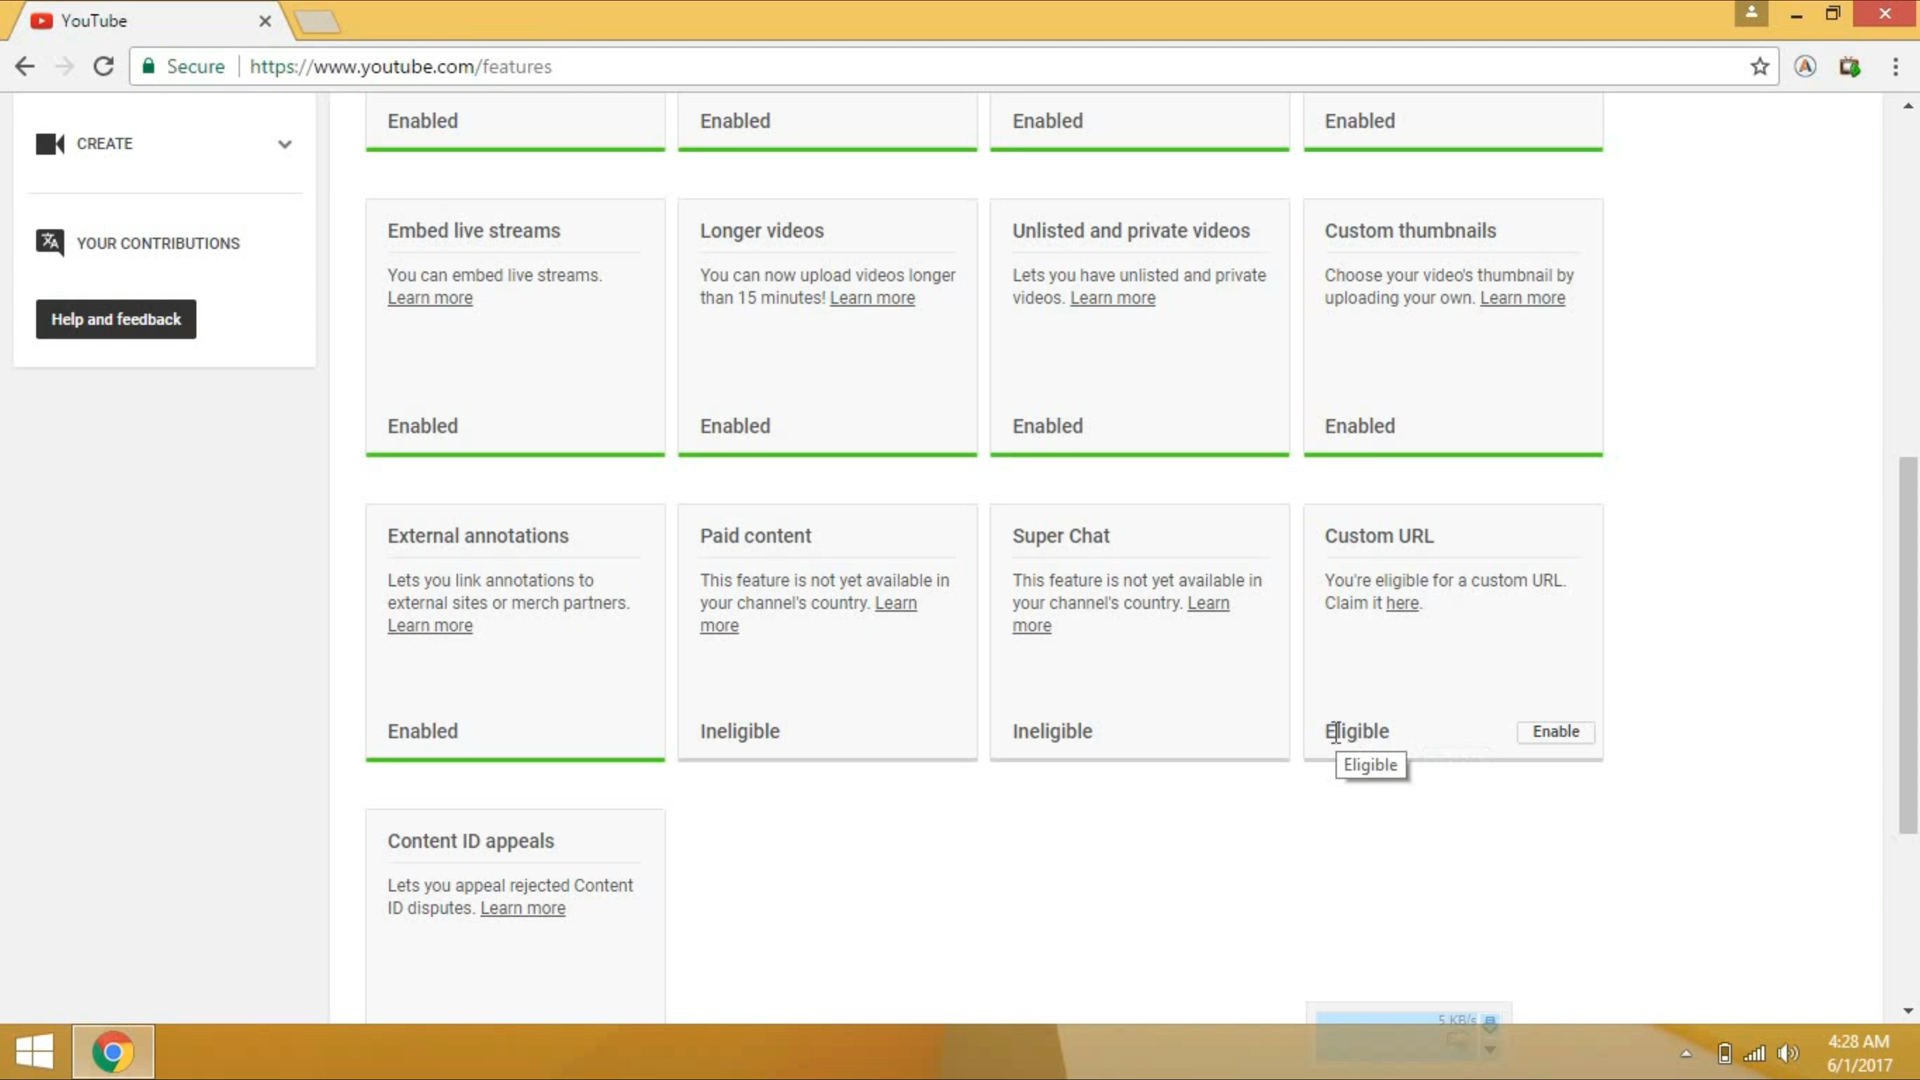 YouTube
Secure
https://www.youtube.com/features
CREATE
YOUR CONTRIBUTIONS
Help and feedback
Enabled
Enabled
Enabled
Enabled
Embed live streams
You can embed live streams.
Learn more
Enabled
Longer videos
You can now upload videos longer
than 15 minutes! Learn more
Enabled
Unlisted and private videos
Lets you have unlisted and private
videos. Learn more
Enabled
Custom thumbnails
Choose your video's thumbnail by
uploading your own. Learn more
Enabled
External annotations
Lets you link annotations to
external sites or merch partners.
Learn more
Enabled
Paid content
This feature is not yet available in
your channel's country. Learn
more
Ineligible
Super Chat
This feature is not yet available in
your channel's country. Learn
more
Ineligible
Custom URL
You're eligible for a custom URL.
Claim it here.
Eligible
Enable
Eligible
Content ID appeals
Lets you appeal rejected Content
ID disputes. Learn more
5 KB/s
4:28 AM
6/1/2017